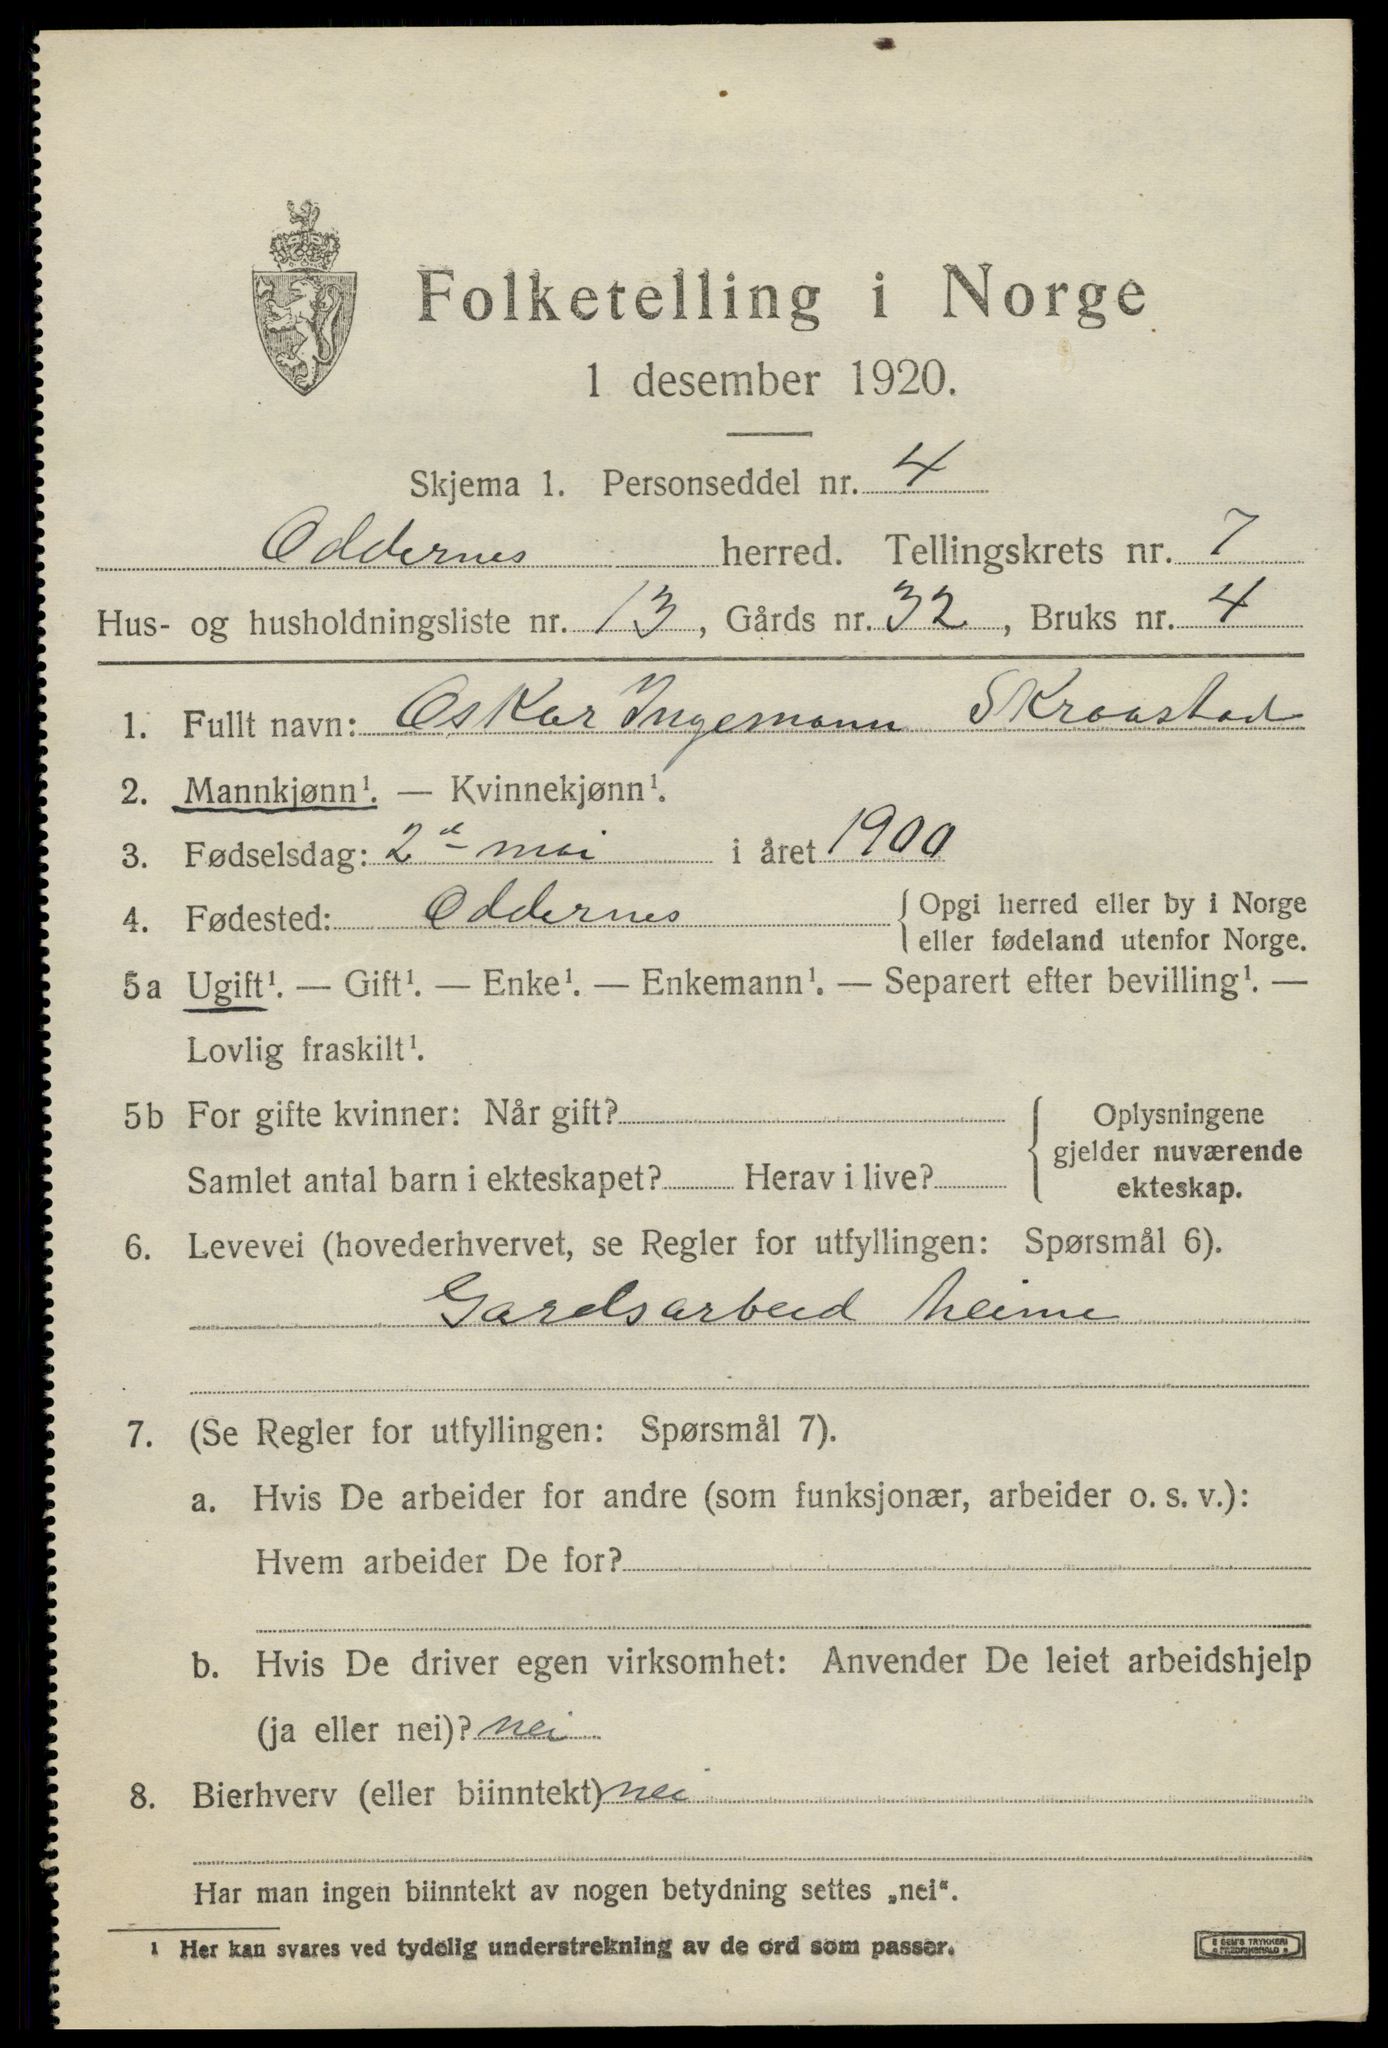 Folketelling i Norge
1 desember 1920.
Skjema 1. Personseddel nr. 4
Oddernes herred. Tellingskrets nr. 7
Hus- og husholdningsliste nr. 13, Gårds nr. 32, Bruks nr. 4
1. Fullt navn: Oskar Ingemann Skraastad
2. Mannkjønn¹. — Kvinnekjønn¹.
3. Fødselsdag: 2d mai i året 1900
4. Fødested: Oddernes { Opgi herred eller by i Norge
eller fødeland utenfor Norge.
5a Ugift¹. — Gift¹. — Enke¹. — Enkemann¹. — Separert efter bevilling¹. —
Lovlig fraskilt¹.
5b For gifte kvinner: Når gift?
Samlet antal barn i ekteskapet? Herav i live?
Oplysningene
gjelder nuværende
ekteskap.
6. Levevei (hovederhvervet, se Regler for utfyllingen: Spørsmål 6).
Gardsarbeid heime
7. (Se Regler for utfyllingen: Spørsmål 7).
a. Hvis De arbeider for andre (som funksjonær, arbeider o. s. v.):
Hvem arbeider De for?
b. Hvis De driver egen virksomhet: Anvender De leiet arbeidshjelp
(ja eller nei)? nei
8. Bierhverv (eller biinntekt) nei
Har man ingen biinntekt av nogen betydning settes „nei“.
1 Her kan svares ved tydelig understrekning av de ord som passer.
E SEM'S TRYKKERI
FREDRIKSHALD